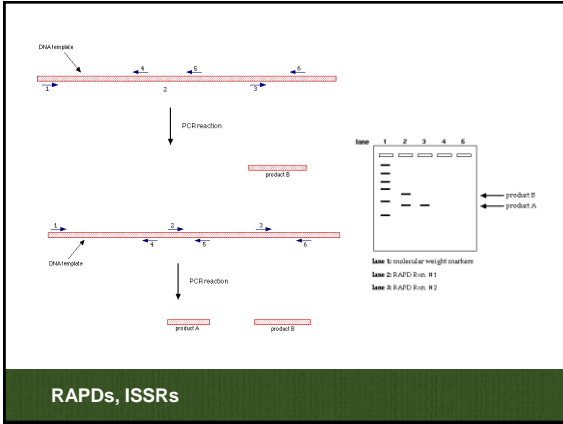 DNA template
4 5 6
1 2 3
PCR reaction
product B
1 2 3
4 5 6
DNA template
PCR reaction
product A product B
lane 1 2 3 4 5
product B
product A
lane 1: molecular weight markers
lane 2: RAPD Rxn. #1
lane 3: RAPD Rxn. #2
RAPDs, ISSRs